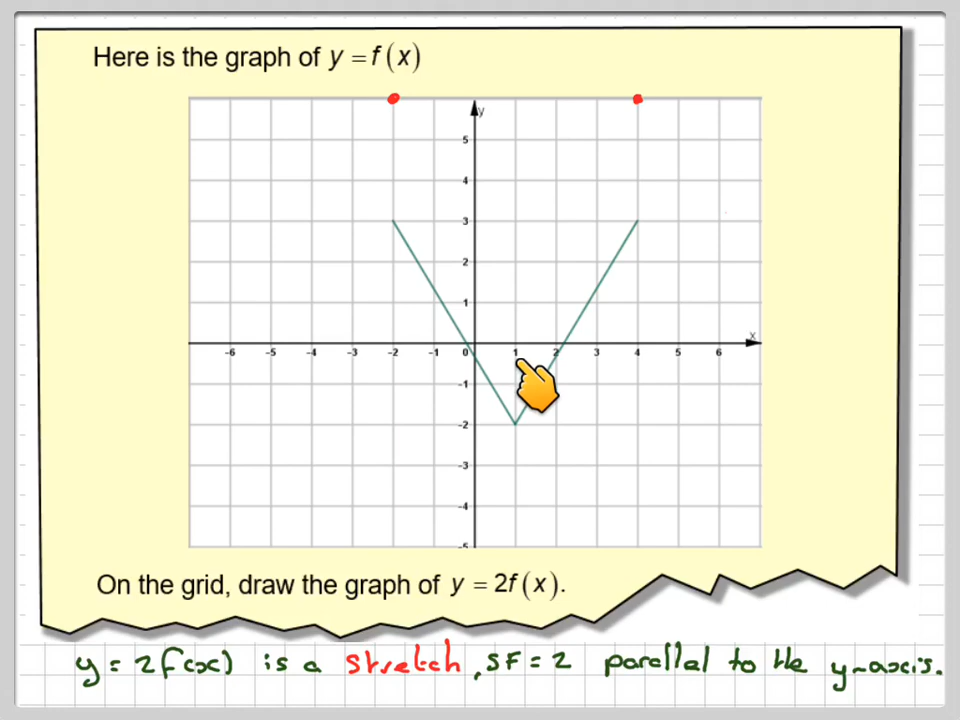 Here is the graph of y = f (x)
y
5
4
3
2
1
x
-6 -5 -4 -3 -2 -1 0 1 2 3 4 5 6
-1
-2
-3
-4
-5
On the grid, draw the graph of y = 2f (x).
y = 2f(x) is a stretch, SF = 2 parallel to the y-axis.